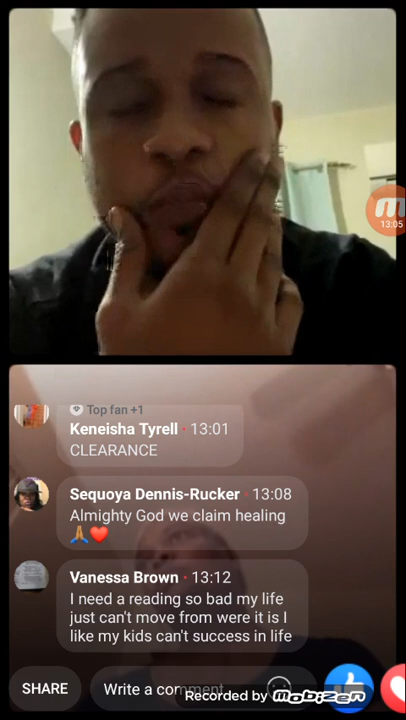 m
13:05
Top fan +1
Keneisha Tyrell · 13:01
CLEARANCE
Sequoya Dennis-Rucker · 13:08
Almighty God we claim healing
🙏❤️
Vanessa Brown · 13:12
I need a reading so bad my life
just can't move from were it is I
like my kids can't success in life
SHARE
Write a comment
Recorded by mobizen